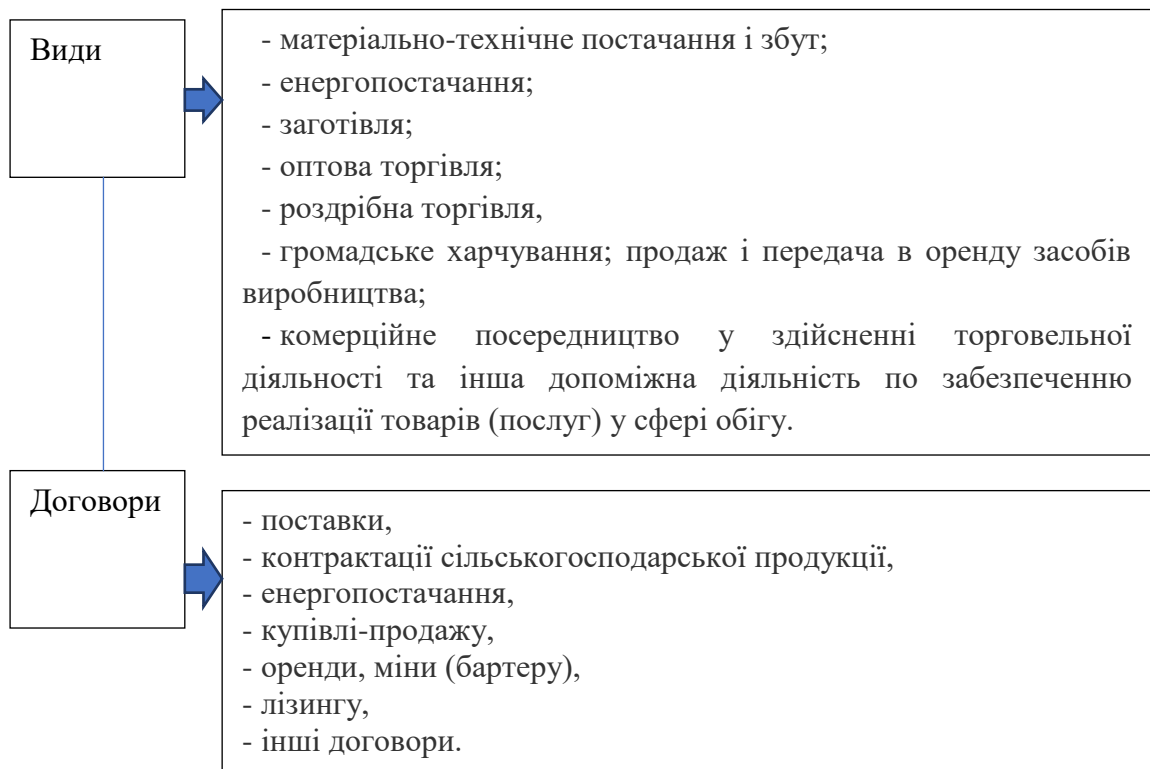 Види
- матеріально-технічне постачання і збут;
- енергопостачання;
- заготівля;
- оптова торгівля;
- роздрібна торгівля,
- громадське харчування; продаж і передача в оренду засобів
виробництва;
- комерційне посередництво у здійсненні торговельної
діяльності та інша допоміжна діяльність по забезпеченню
реалізації товарів (послуг) у сфері обігу.
Договори
- поставки,
- контрактації сільськогосподарської продукції,
- енергопостачання,
- купівлі-продажу,
- оренди, міни (бартеру),
- лізингу,
- інші договори.